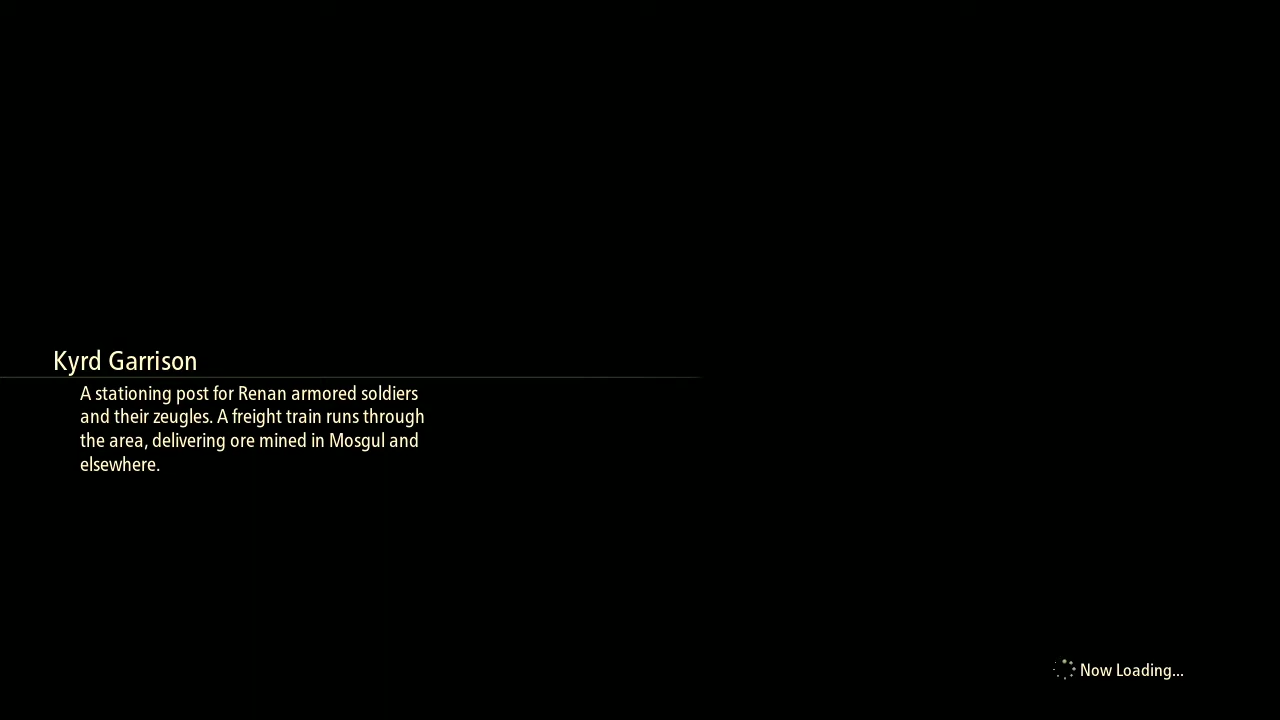 Kyrd Garrison
A stationing post for Renan armored soldiers
and their zeugles. A freight train runs through
the area, delivering ore mined in Mosgul and
elsewhere.
Now Loading...